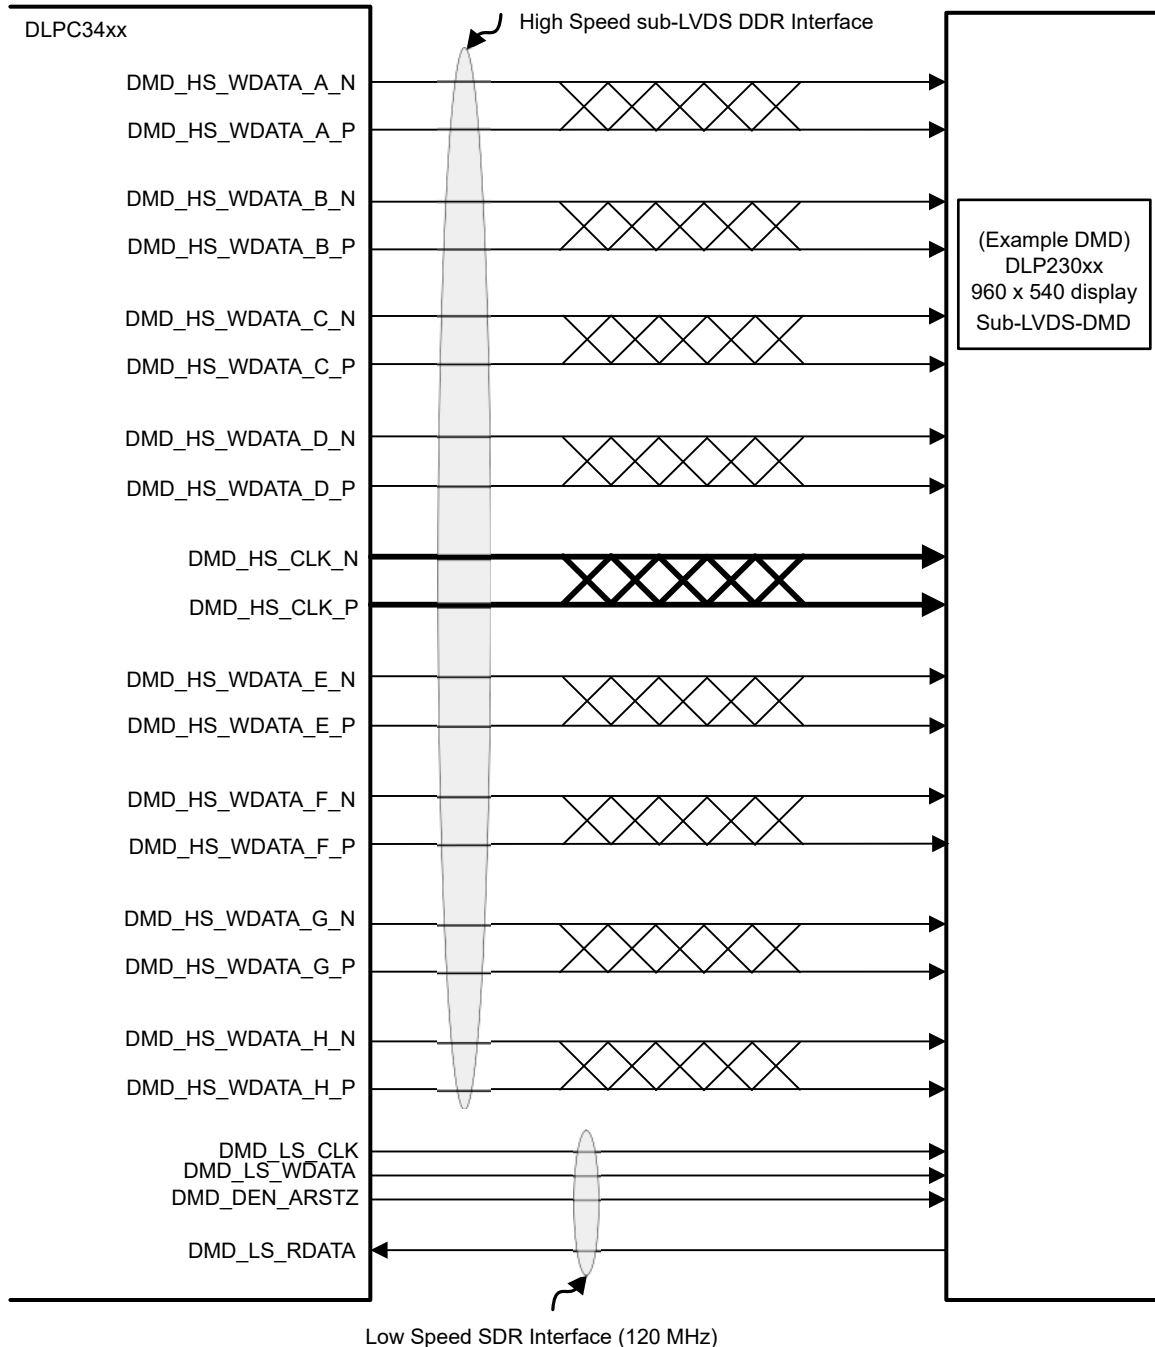 High Speed sub-LVDS DDR Interface
DLPC34xx
DMD_HS_WDATA_A_N
DMD_HS_WDATA_A_P
DMD_HS_WDATA_B_N
DMD_HS_WDATA_B_P
(Example DMD)
DLP230xx
960 x 540 display
Sub-LVDS-DMD
DMD_HS_WDATA_C_N
DMD_HS_WDATA_C_P
DMD_HS_WDATA_D_N
DMD_HS_WDATA_D_P
DMD_HS_CLK_N
DMD_HS_CLK_P
DMD_HS_WDATA_E_N
DMD_HS_WDATA_E_P
DMD_HS_WDATA_F_N
DMD_HS_WDATA_F_P
DMD_HS_WDATA_G_N
DMD_HS_WDATA_G_P
DMD_HS_WDATA_H_N
DMD_HS_WDATA_H_P
DMD_LS_CLK
DMD_LS_WDATA
DMD_DEN_ARSTZ
DMD_LS_RDATA
Low Speed SDR Interface (120 MHz)